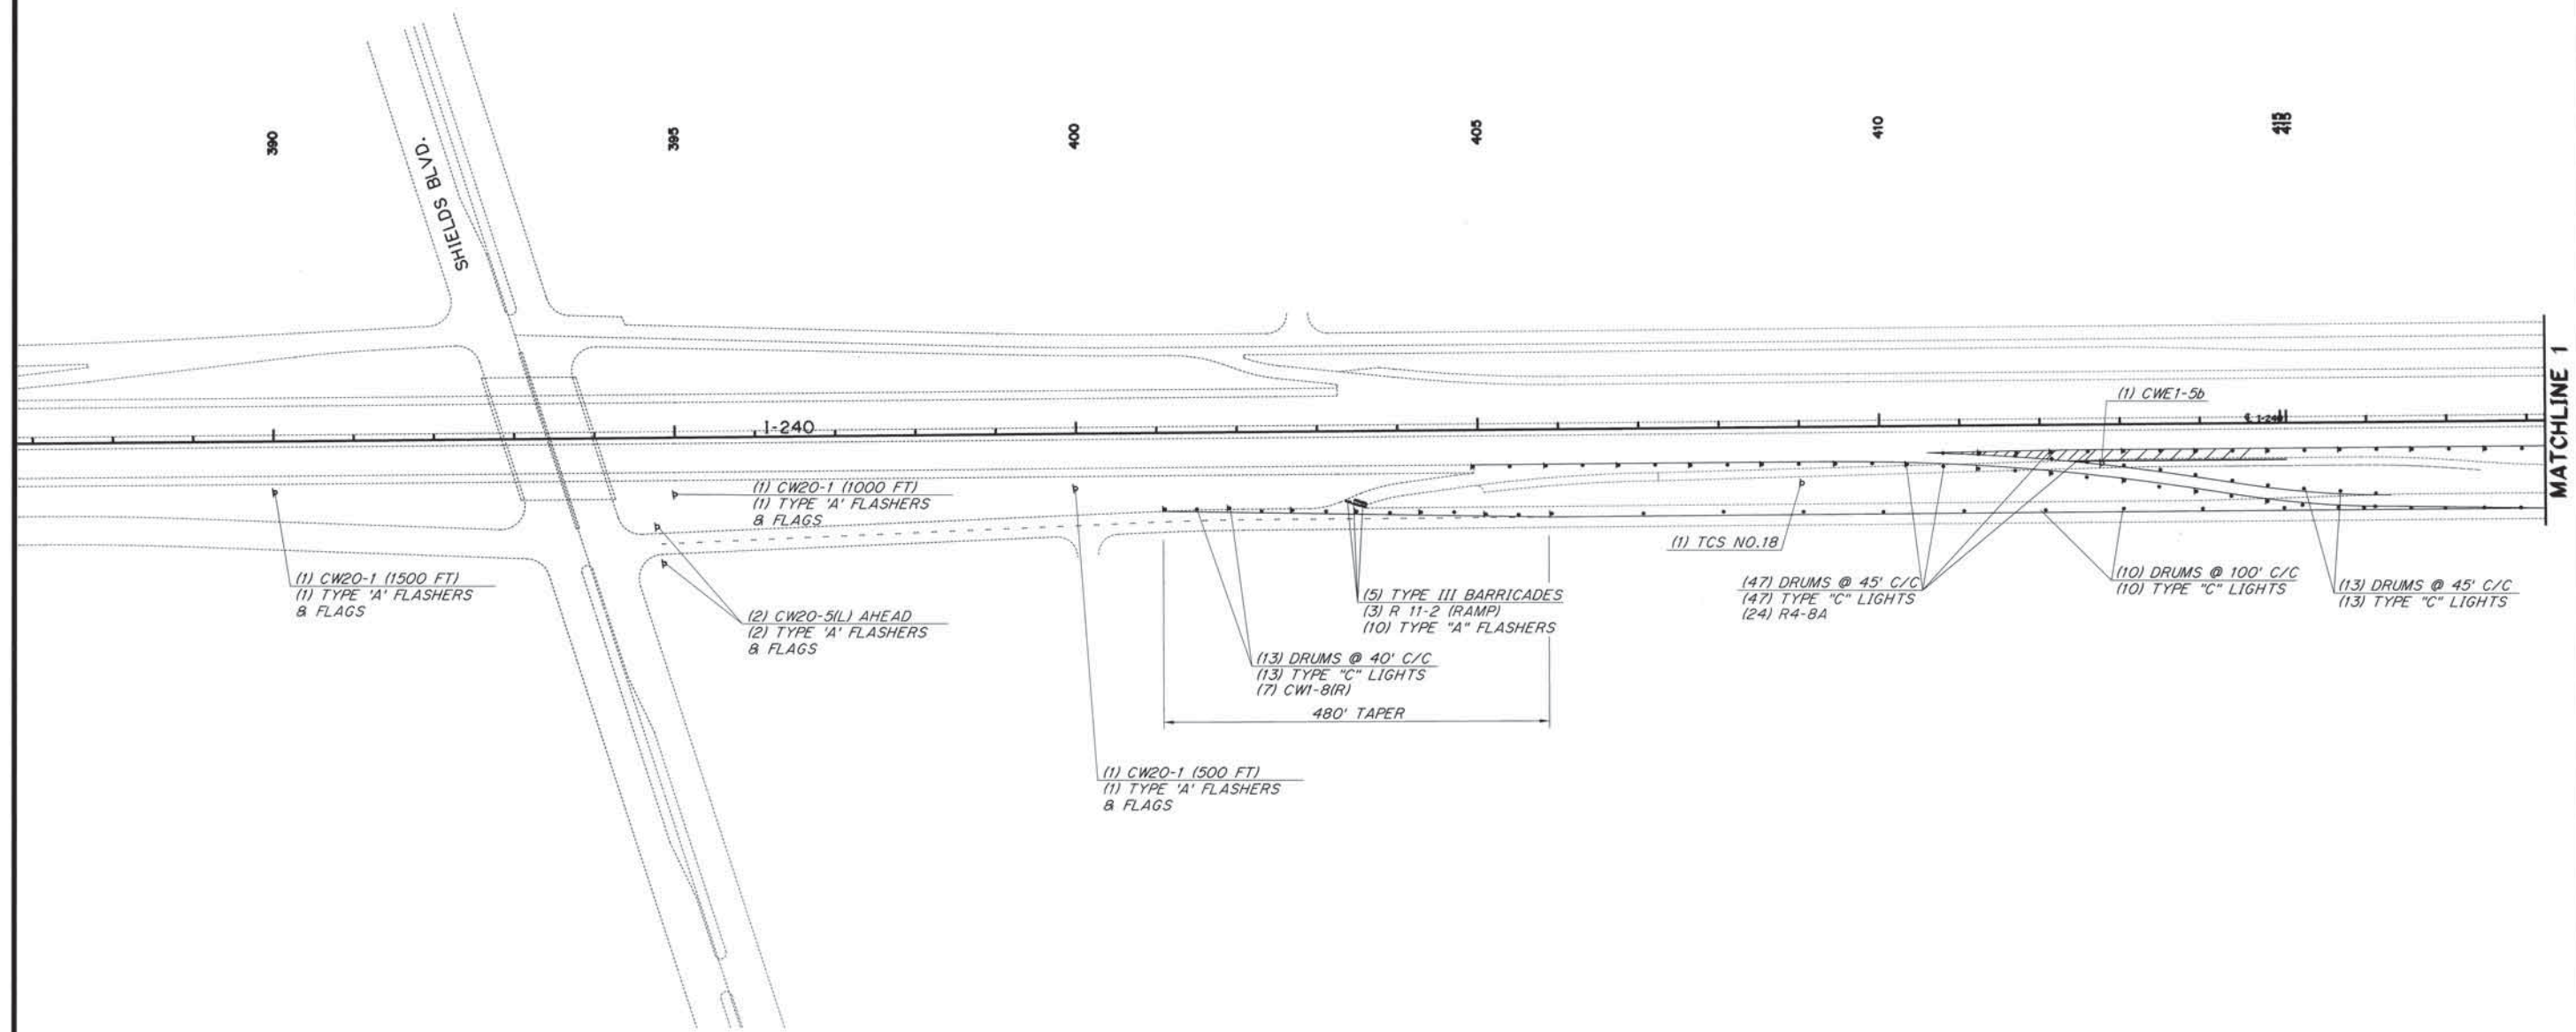 390
395
400
405
410
415
415
SHIELDS BLVD.
I-240
MATCHLINE 1
(1) CWE1-5b
(1) CW20-1 (1000 FT)
(1) TYPE 'A' FLASHERS
& FLAGS
(1) CW20-1 (1500 FT)
(1) TYPE 'A' FLASHERS
& FLAGS
(2) CW20-5(L) AHEAD
(2) TYPE 'A' FLASHERS
& FLAGS
(1) TCS NO.18
(5) TYPE III BARRICADES
(3) R 11-2 (RAMP)
(10) TYPE "A" FLASHERS
(47) DRUMS @ 45' C/C
(47) TYPE "C" LIGHTS
(24) R4-8A
(10) DRUMS @ 100' C/C
(10) TYPE "C" LIGHTS
(13) DRUMS @ 45' C/C
(13) TYPE "C" LIGHTS
(13) DRUMS @ 40' C/C
(13) TYPE "C" LIGHTS
(7) CW1-8(R)
480' TAPER
(1) CW20-1 (500 FT)
(1) TYPE 'A' FLASHERS
& FLAGS